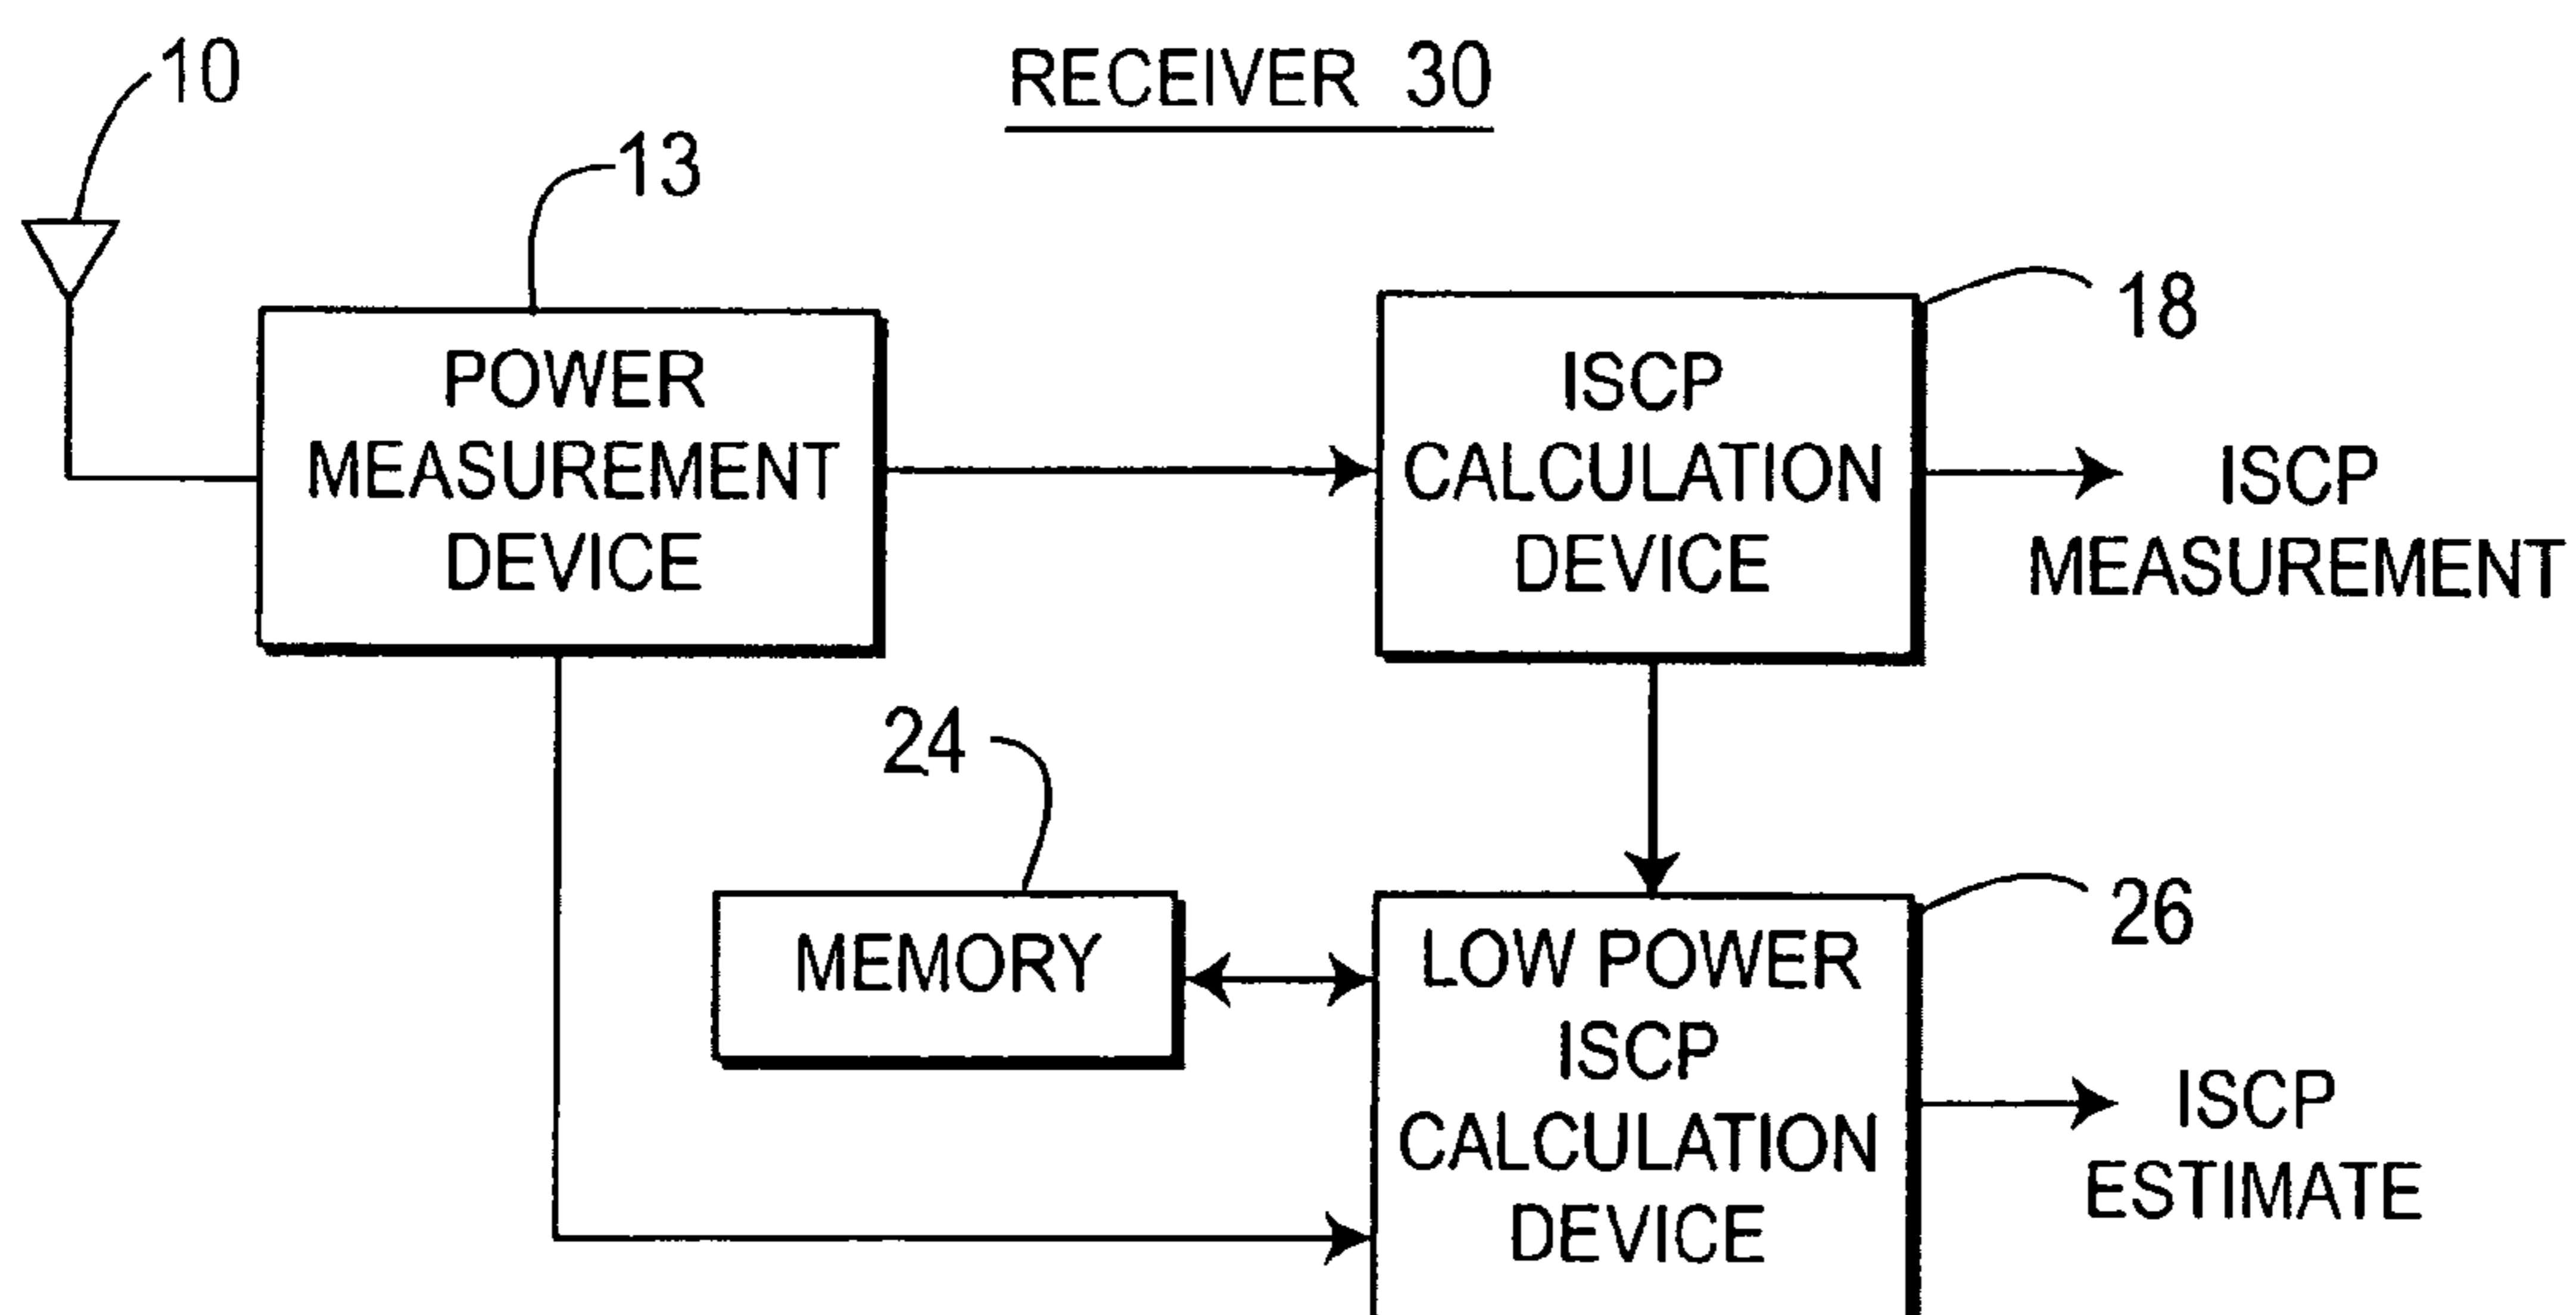 RECEIVER 30
10
13
POWER
MEASUREMENT
DEVICE
18
ISCP
CALCULATION
DEVICE
ISCP
MEASUREMENT
24
MEMORY
26
LOW POWER
ISCP
CALCULATION
DEVICE
ISCP
ESTIMATE